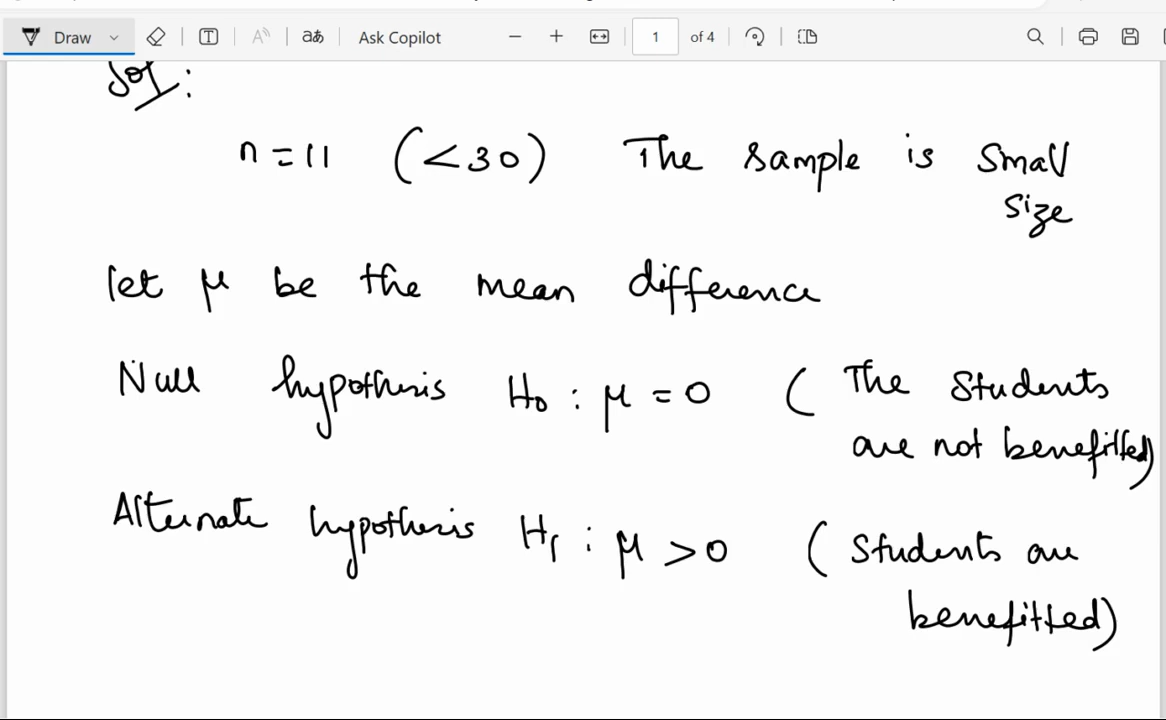 Draw
Ask Copilot
1 of 4
Sol:
n = 11 (< 30) The sample is small
size
let μ be the mean difference
Null hypothesis H₀ : μ = 0 ( The students
are not benefitted)
Alternate hypothesis H₁ : μ > 0 ( students are
benefitted)